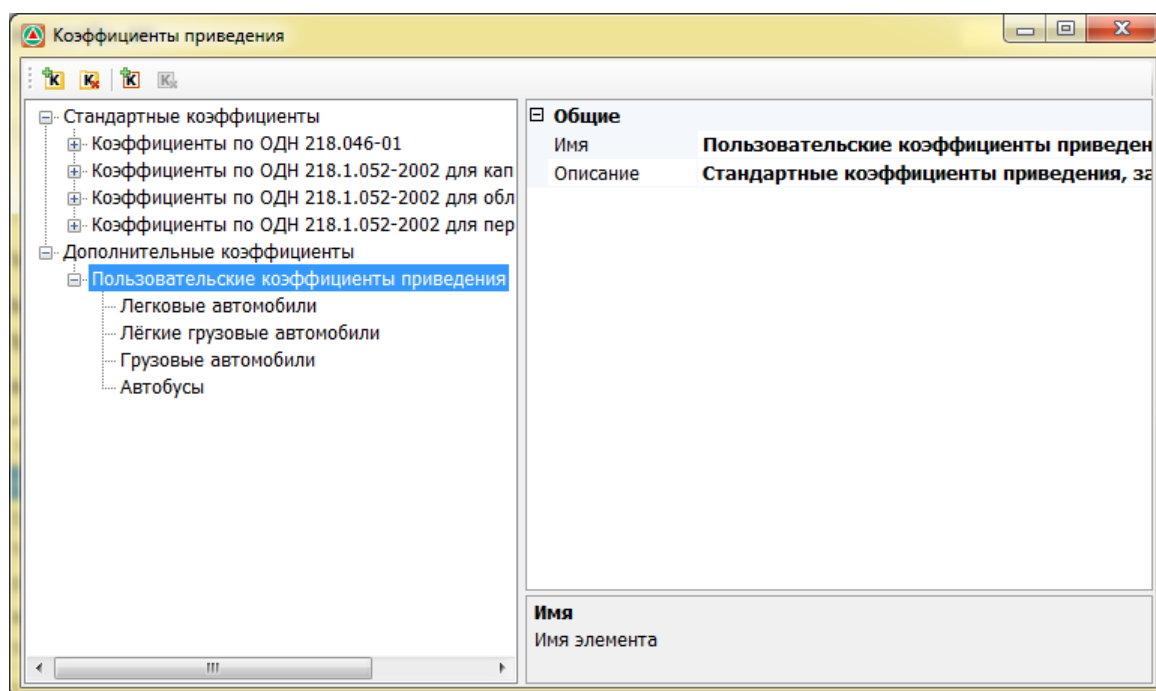 Коэффициенты приведения
Стандартные коэффициенты
Коэффициенты по ОДН 218.046-01
Коэффициенты по ОДН 218.1.052-2002 для кап
Коэффициенты по ОДН 218.1.052-2002 для обл
Коэффициенты по ОДН 218.1.052-2002 для пер
Дополнительные коэффициенты
Пользовательские коэффициенты приведения
Легковые автомобили
Лёгкие грузовые автомобили
Грузовые автомобили
Автобусы
Общие
Имя Пользовательские коэффициенты приведен
Описание Стандартные коэффициенты приведения, за
Имя
Имя элемента